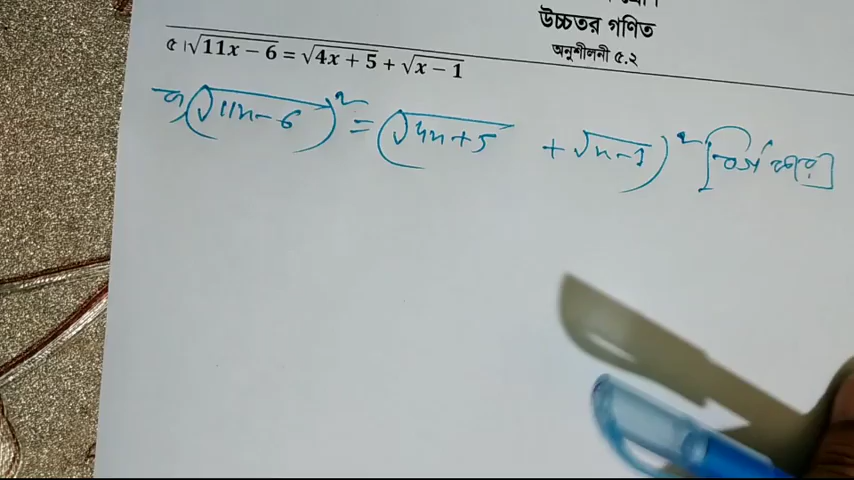 উচ্চতর গণিত
অনুশীলনী ৫.২
৫।√(11x − 6) = √(4x + 5) + √(x − 1)
বা, (√(11x − 6))² = (√(4x + 5) + √(x − 1))² [বর্গ করে]